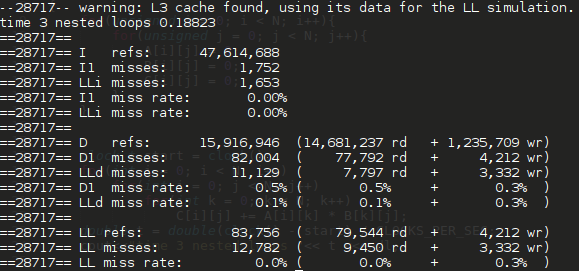 --28717-- warning: L3 cache found, using its data for the LL simulation.
time 3 nested loops 0.18823
==28717==
==28717== I   refs:      47,614,688
==28717== I1  misses:         1,752
==28717== LLi misses:         1,653
==28717== I1  miss rate:       0.00%
==28717== LLi miss rate:       0.00%
==28717==
==28717== D   refs:      15,916,946  (14,681,237 rd   + 1,235,709 wr)
==28717== D1  misses:        82,004  (    77,792 rd   +     4,212 wr)
==28717== LLd misses:        11,129  (     7,797 rd   +     3,332 wr)
==28717== D1  miss rate:        0.5% (       0.5%     +       0.3%  )
==28717== LLd miss rate:        0.1% (       0.1%     +       0.3%  )
==28717==
==28717== LL refs:           83,756  (    79,544 rd   +     4,212 wr)
==28717== LL misses:         12,782  (     9,450 rd   +     3,332 wr)
==28717== LL miss rate:         0.0% (       0.0%     +       0.3%  )